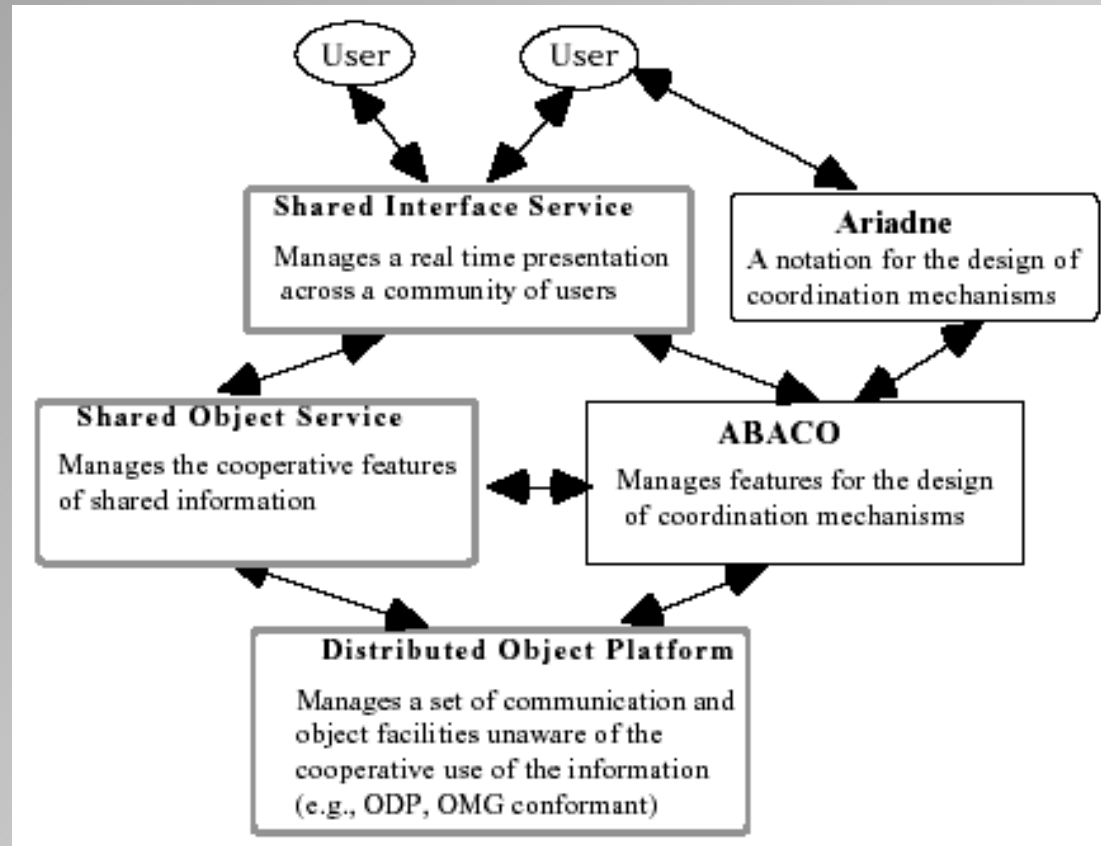 User
User
Shared Interface Service
Manages a real time presentation
across a community of users
Ariadne
A notation for the design of
coordination mechanisms
Shared Object Service
Manages the cooperative features
of shared information
ABACO
Manages features for the design
of coordination mechanisms
Distributed Object Platform
Manages a set of communication and
object facilities unaware of the
cooperative use of the information
(e.g., ODP, OMG conformant)